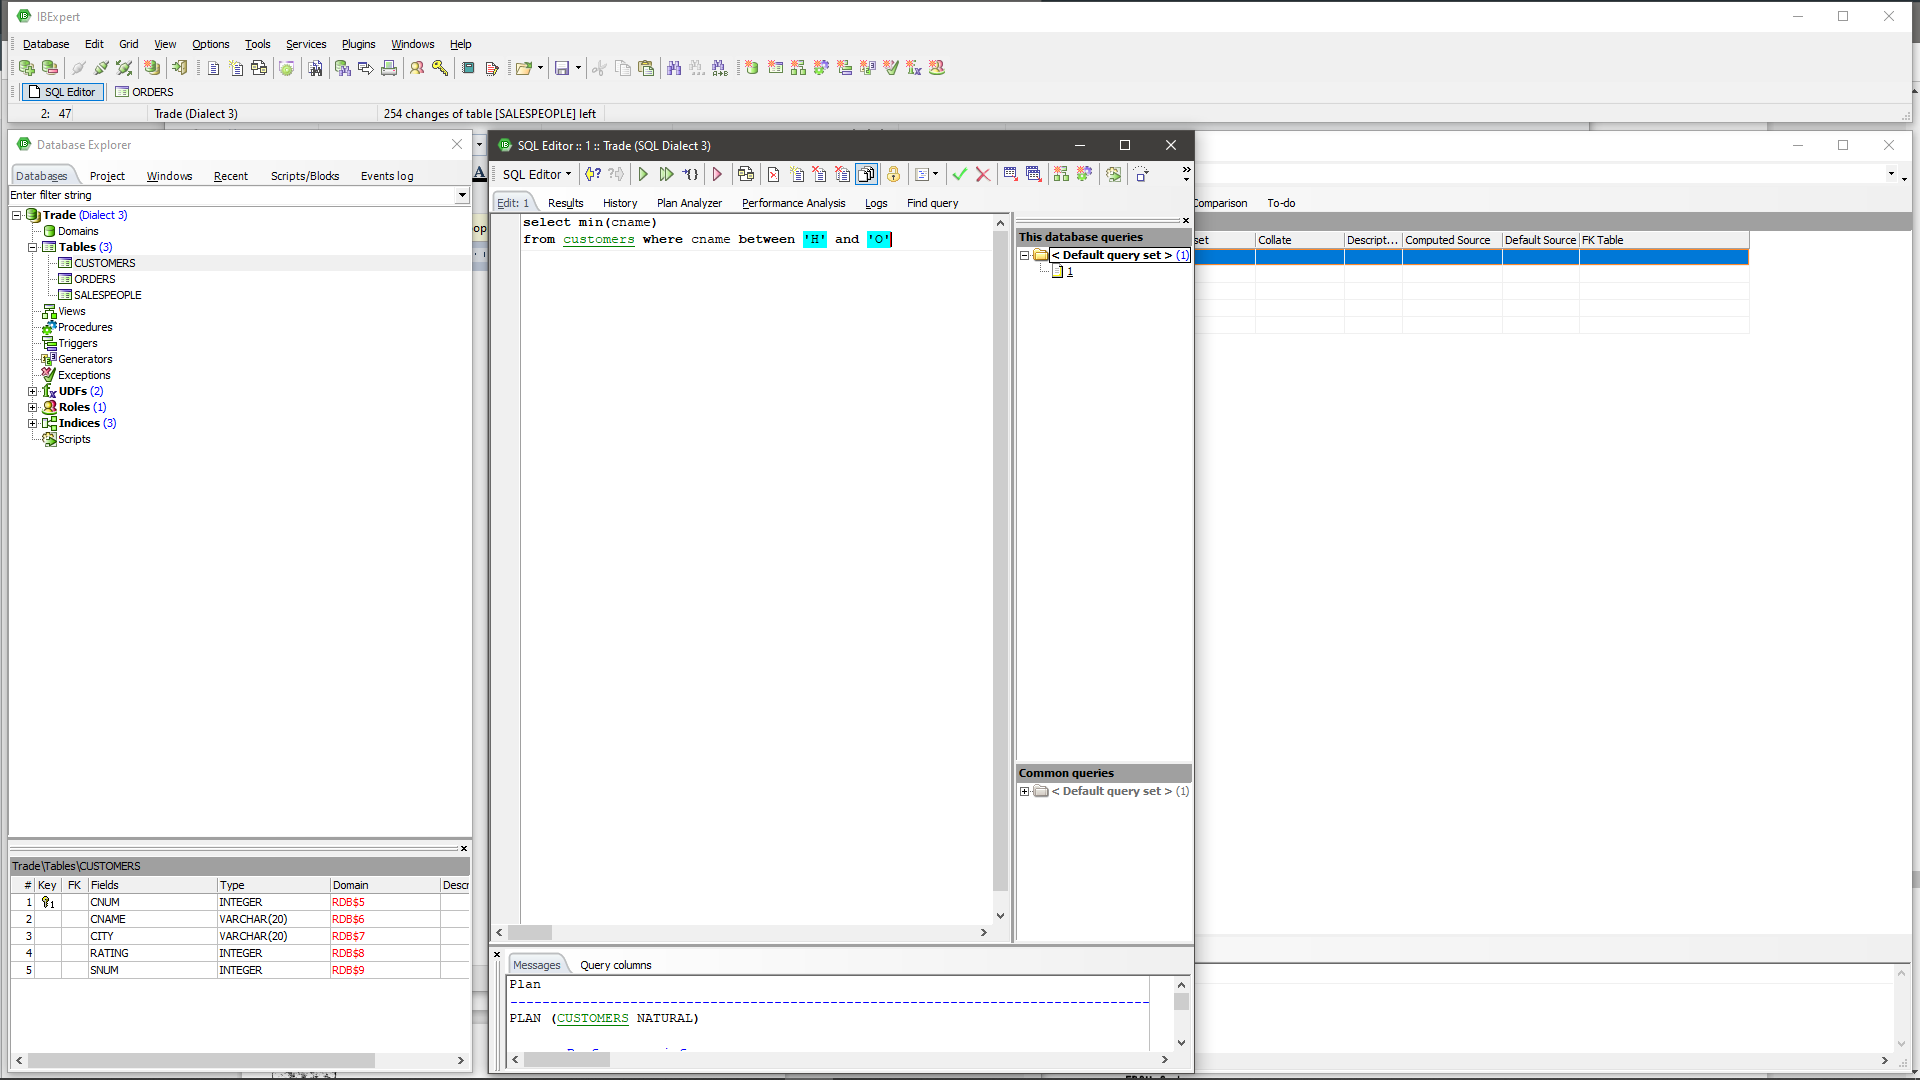 IBExpert
Database Edit Grid View Options Tools Services Plugins Windows Help
SQL Editor ORDERS
2: 47 Trade (Dialect 3) 254 changes of table [SALESPEOPLE] left
Database Explorer
Databases Project Windows Recent Scripts/Blocks Events log
Enter filter string
Trade (Dialect 3)
Domains
Tables (3)
CUSTOMERS
ORDERS
SALESPEOPLE
Views
Procedures
Triggers
Generators
Exceptions
UDFs (2)
Roles (1)
Indices (3)
Scripts
Trade\Tables\CUSTOMERS
# Key FK Fields Type Domain Descr
1 1 CNUM INTEGER RDB$5
2 CNAME VARCHAR(20) RDB$6
3 CITY VARCHAR(20) RDB$7
4 RATING INTEGER RDB$8
5 SNUM INTEGER RDB$9
SQL Editor :: 1 :: Trade (SQL Dialect 3)
SQL Editor
Edit: 1 Results History Plan Analyzer Performance Analysis Logs Find query
select min(cname)
from customers where cname between 'H' and 'O'
This database queries
< Default query set > (1)
1
Common queries
< Default query set > (1)
Messages Query columns
Plan
PLAN (CUSTOMERS NATURAL)
Comparison To-do
set Collate Descript... Computed Source Default Source FK Table